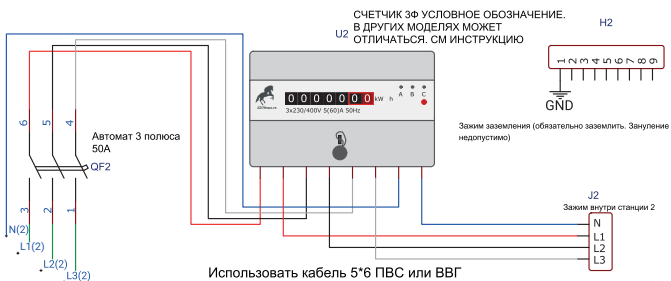 СЧЕТЧИК 3Ф УСЛОВНОЕ ОБОЗНАЧЕНИЕ.
В ДРУГИХ МОДЕЛЯХ МОЖЕТ
ОТЛИЧАТЬСЯ. СМ ИНСТРУКЦИЮ
U2
H2
1 2 3 4 5 6 7 8 9
GND
Зажим заземления (обязательно заземлить. Зануление
недопустимо)
A B C
0 0 0 0 0 0 0 kW h
3x230/400V 5(60)A 50Hz
6 5 4
Автомат 3 полюса
50A
QF2
3 2 1
N(2)
L1(2)
L2(2)
L3(2)
J2
Зажим внутри станции 2
N
L1
L2
L3
Использовать кабель 5*6 ПВС или ВВГ